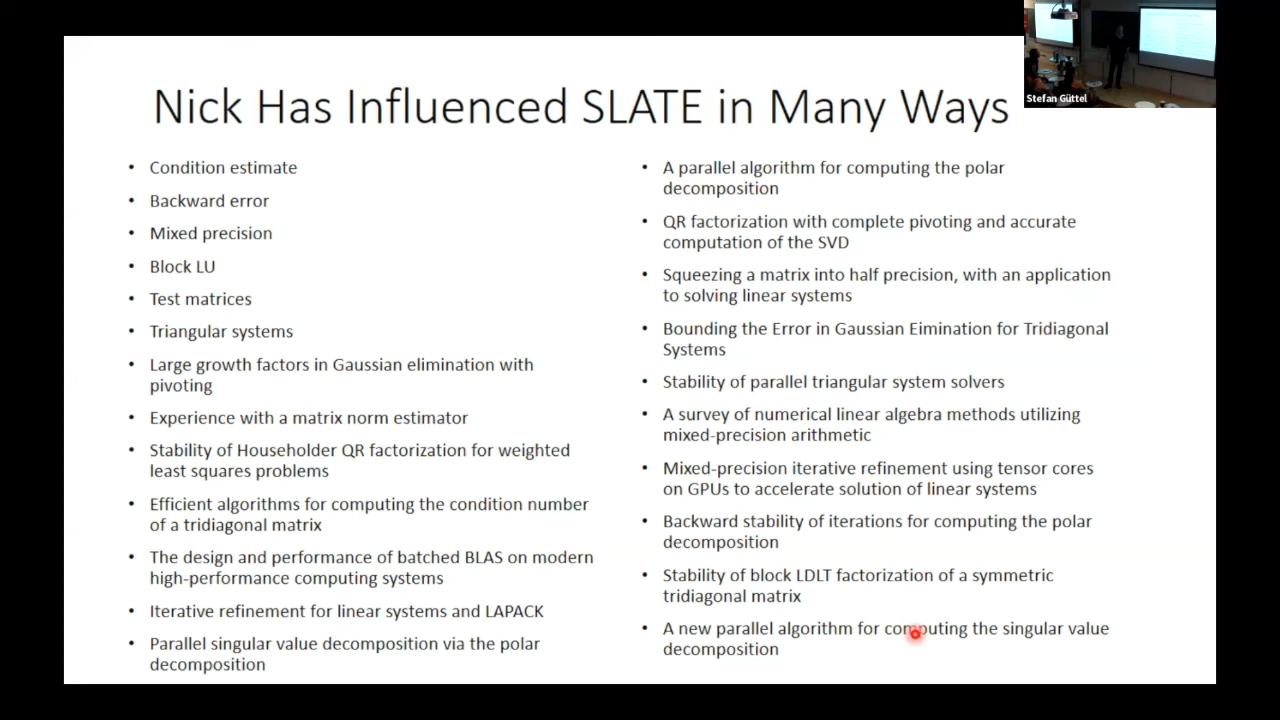 Nick Has Influenced SLATE in Many Ways
Stefan Güttel
• Condition estimate
• Backward error
• Mixed precision
• Block LU
• Test matrices
• Triangular systems
• Large growth factors in Gaussian elimination with
pivoting
• Experience with a matrix norm estimator
• Stability of Householder QR factorization for weighted
least squares problems
• Efficient algorithms for computing the condition number
of a tridiagonal matrix
• The design and performance of batched BLAS on modern
high-performance computing systems
• Iterative refinement for linear systems and LAPACK
• Parallel singular value decomposition via the polar
decomposition
• A parallel algorithm for computing the polar
decomposition
• QR factorization with complete pivoting and accurate
computation of the SVD
• Squeezing a matrix into half precision, with an application
to solving linear systems
• Bounding the Error in Gaussian Eimination for Tridiagonal
Systems
• Stability of parallel triangular system solvers
• A survey of numerical linear algebra methods utilizing
mixed-precision arithmetic
• Mixed-precision iterative refinement using tensor cores
on GPUs to accelerate solution of linear systems
• Backward stability of iterations for computing the polar
decomposition
• Stability of block LDLT factorization of a symmetric
tridiagonal matrix
• A new parallel algorithm for computing the singular value
decomposition